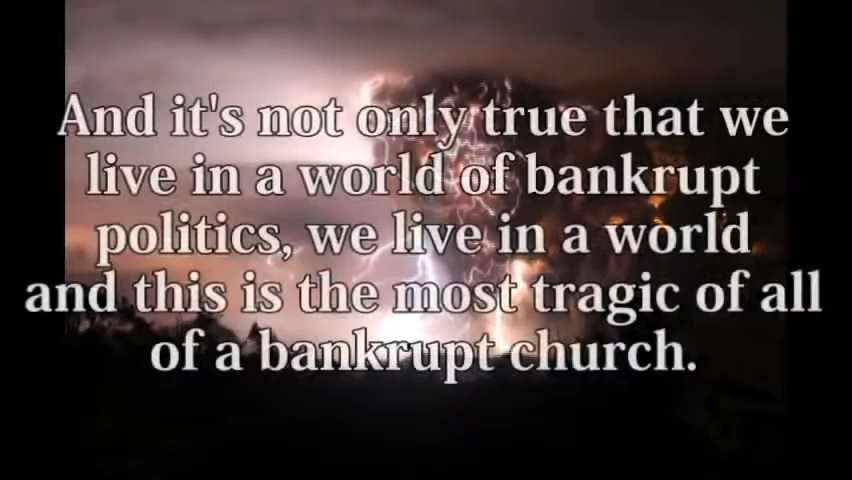 And it's not only true that we
live in a world of bankrupt
politics, we live in a world
and this is the most tragic of all
of a bankrupt church.